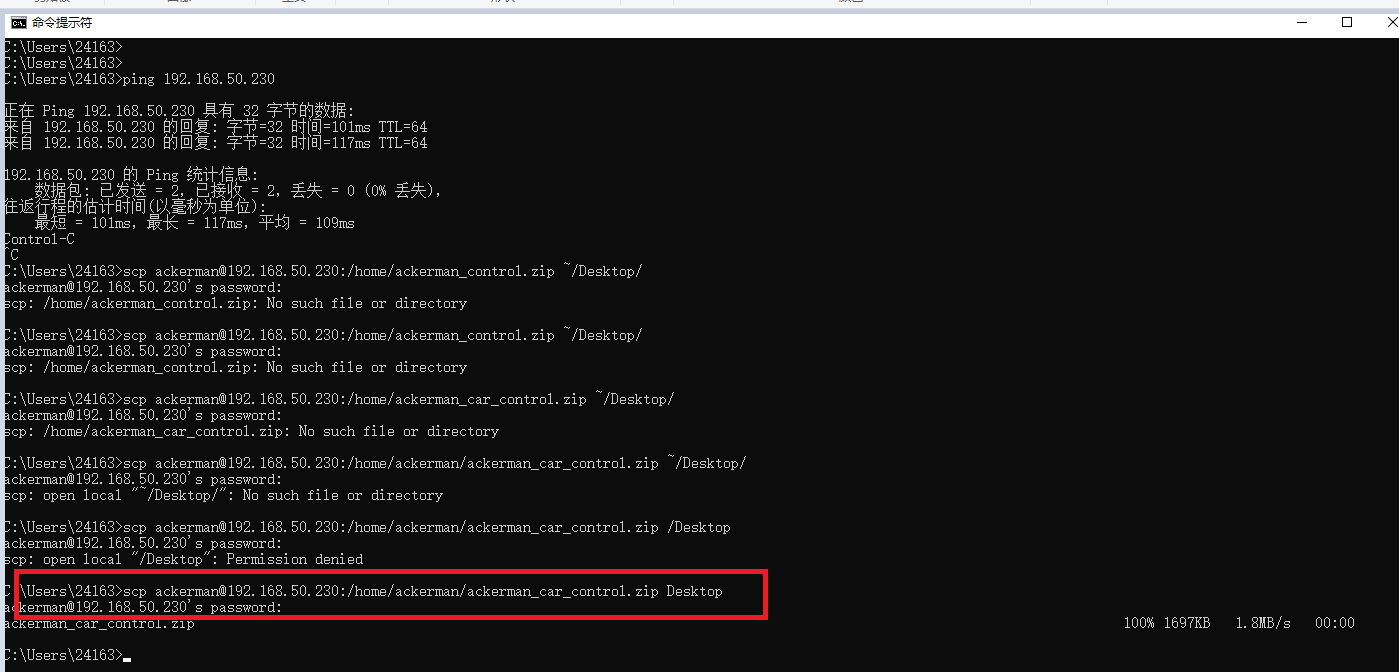 命令提示符
C:\Users\24163>
C:\Users\24163>
C:\Users\24163>ping 192.168.50.230
正在 Ping 192.168.50.230 具有 32 字节的数据:
来自 192.168.50.230 的回复: 字节=32 时间=101ms TTL=64
来自 192.168.50.230 的回复: 字节=32 时间=117ms TTL=64
192.168.50.230 的 Ping 统计信息:
数据包: 已发送 = 2，已接收 = 2，丢失 = 0 (0% 丢失)，
往返行程的估计时间(以毫秒为单位):
最短 = 101ms，最长 = 117ms，平均 = 109ms
Control-C
^C
C:\Users\24163>scp ackerman@192.168.50.230:/home/ackerman_control.zip ~/Desktop/
ackerman@192.168.50.230's password:
scp: /home/ackerman_control.zip: No such file or directory
C:\Users\24163>scp ackerman@192.168.50.230:/home/ackerman_control.zip ~/Desktop/
ackerman@192.168.50.230's password:
scp: /home/ackerman_control.zip: No such file or directory
C:\Users\24163>scp ackerman@192.168.50.230:/home/ackerman_car_control.zip ~/Desktop/
ackerman@192.168.50.230's password:
scp: /home/ackerman_car_control.zip: No such file or directory
C:\Users\24163>scp ackerman@192.168.50.230:/home/ackerman/ackerman_car_control.zip ~/Desktop/
ackerman@192.168.50.230's password:
scp: open local "~/Desktop/": No such file or directory
C:\Users\24163>scp ackerman@192.168.50.230:/home/ackerman/ackerman_car_control.zip /Desktop
ackerman@192.168.50.230's password:
scp: open local "/Desktop": Permission denied
C:\Users\24163>scp ackerman@192.168.50.230:/home/ackerman/ackerman_car_control.zip Desktop
ackerman@192.168.50.230's password:
ackerman_car_control.zip 100% 1697KB 1.8MB/s 00:00
C:\Users\24163>